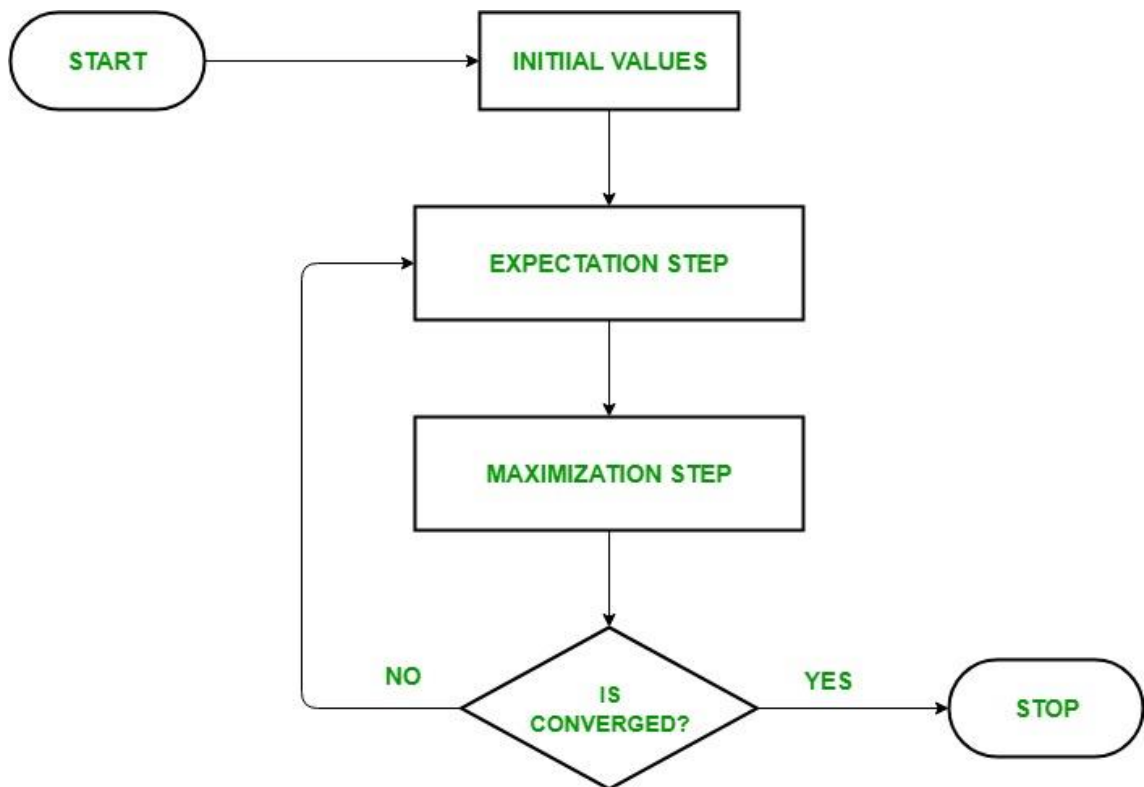 START
INITIIAL VALUES
EXPECTATION STEP
MAXIMIZATION STEP
NO
IS
CONVERGED?
YES
STOP